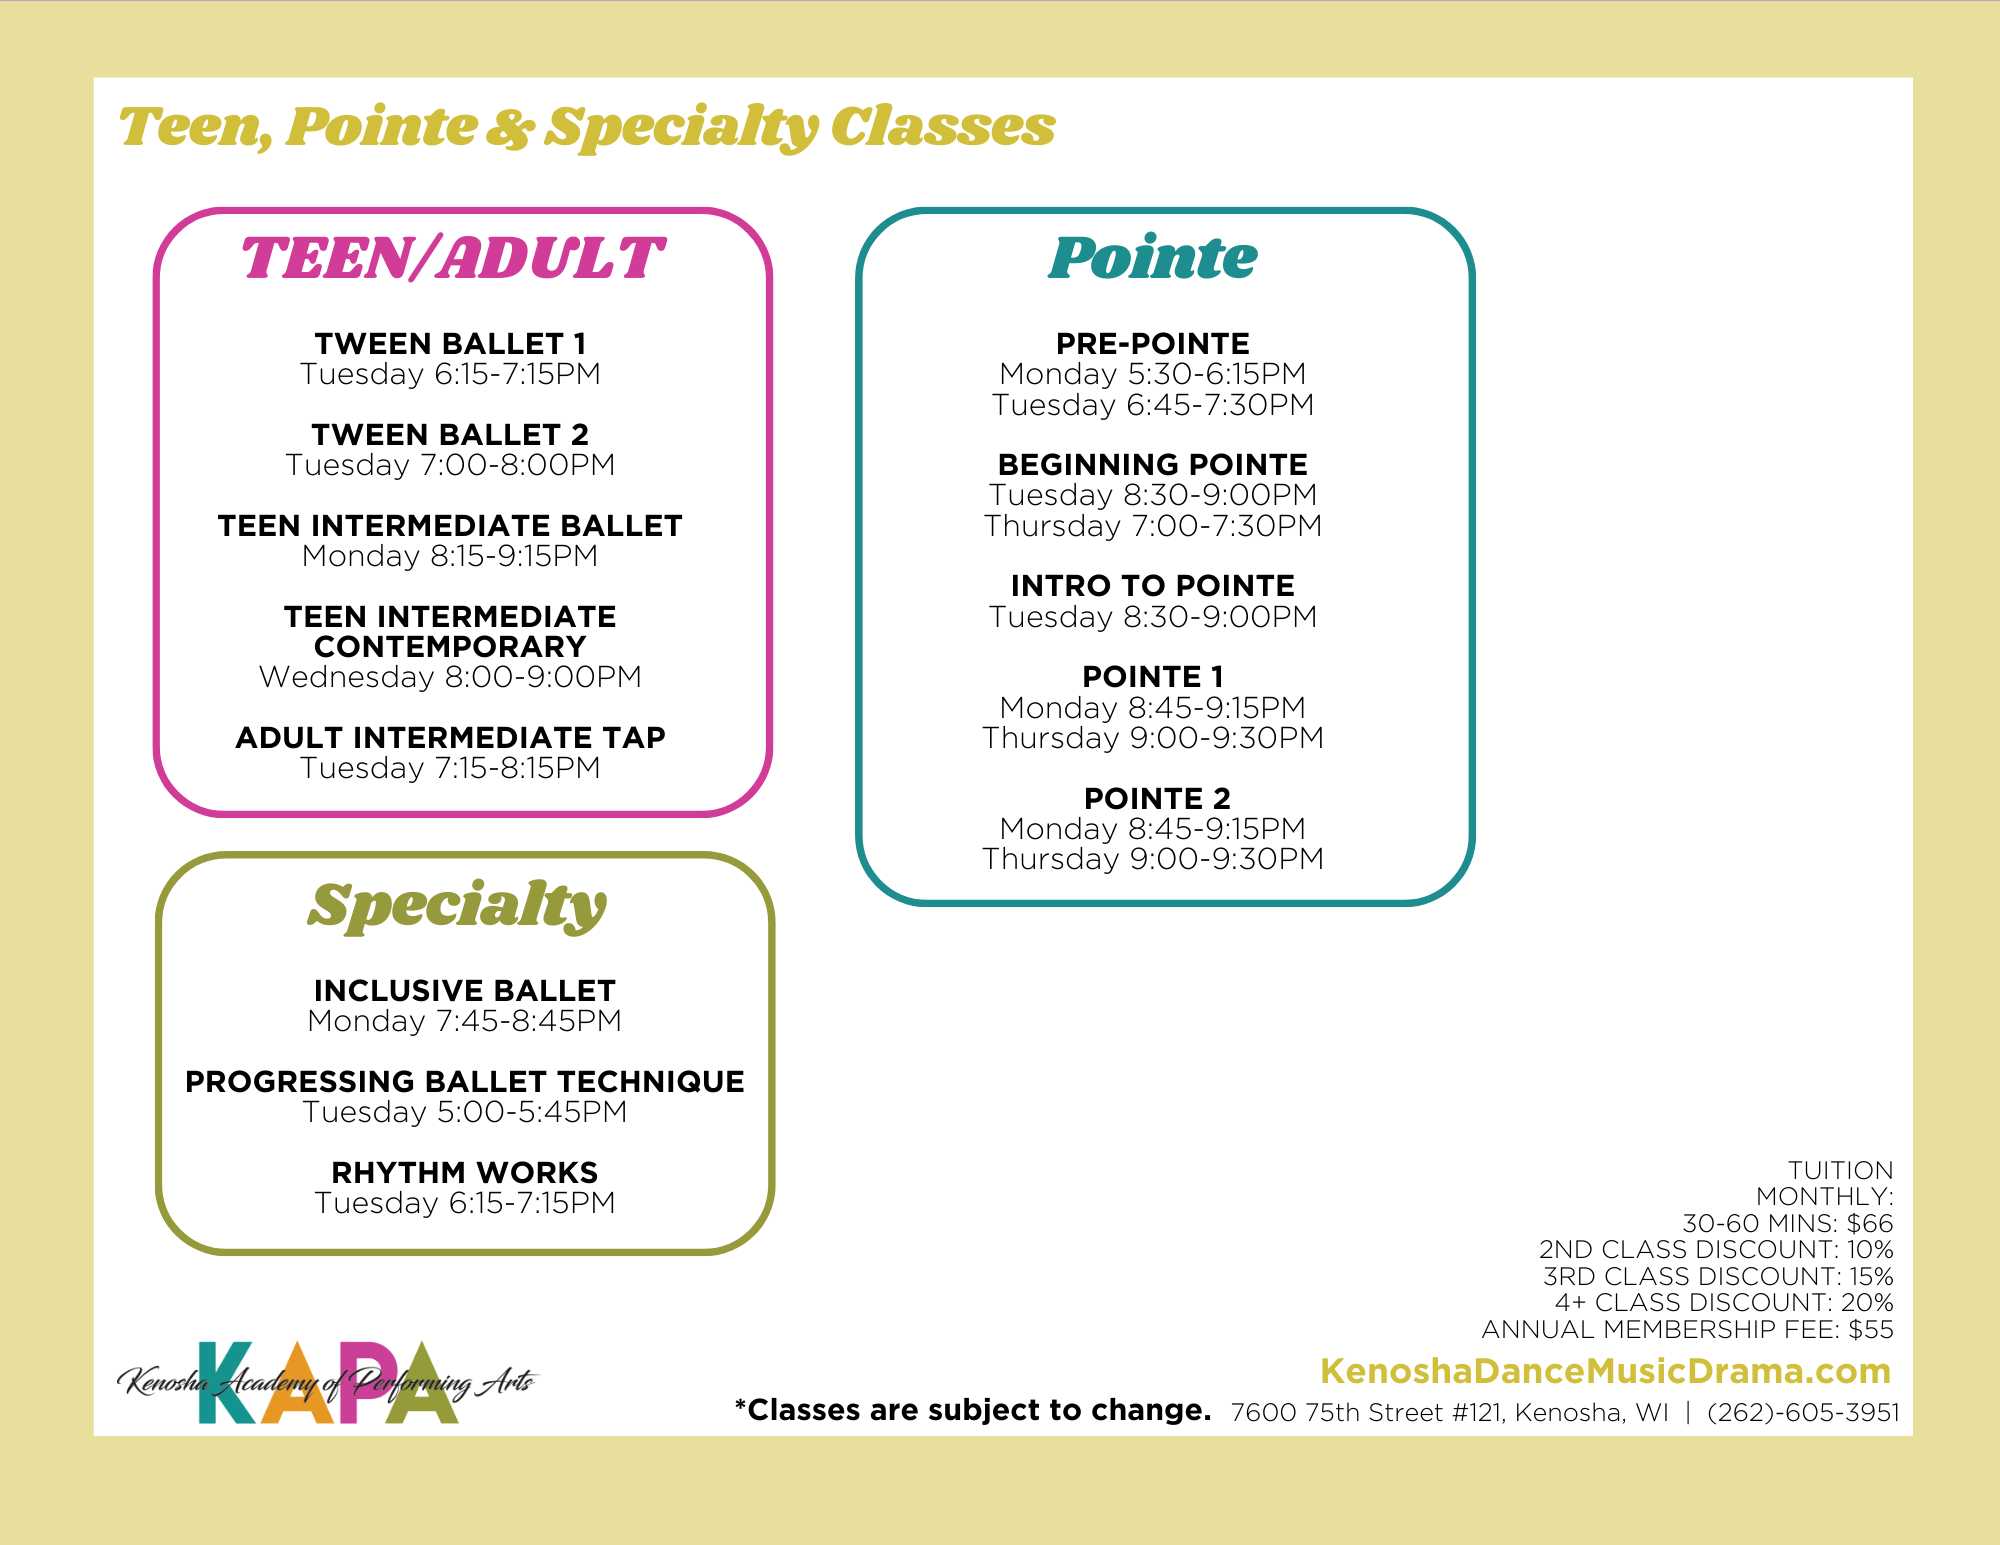 Teen, Pointe & Specialty Classes
TEEN/ADULT
TWEEN BALLET 1
Tuesday 6:15-7:15PM
TWEEN BALLET 2
Tuesday 7:00-8:00PM
TEEN INTERMEDIATE BALLET
Monday 8:15-9:15PM
TEEN INTERMEDIATE
CONTEMPORARY
Wednesday 8:00-9:00PM
ADULT INTERMEDIATE TAP
Tuesday 7:15-8:15PM
Specialty
INCLUSIVE BALLET
Monday 7:45-8:45PM
PROGRESSING BALLET TECHNIQUE
Tuesday 5:00-5:45PM
RHYTHM WORKS
Tuesday 6:15-7:15PM
Pointe
PRE-POINTE
Monday 5:30-6:15PM
Tuesday 6:45-7:30PM
BEGINNING POINTE
Tuesday 8:30-9:00PM
Thursday 7:00-7:30PM
INTRO TO POINTE
Tuesday 8:30-9:00PM
POINTE 1
Monday 8:45-9:15PM
Thursday 9:00-9:30PM
POINTE 2
Monday 8:45-9:15PM
Thursday 9:00-9:30PM
TUITION
MONTHLY:
30-60 MINS: $66
2ND CLASS DISCOUNT: 10%
3RD CLASS DISCOUNT: 15%
4+ CLASS DISCOUNT: 20%
ANNUAL MEMBERSHIP FEE: $55
KenoshaDanceMusicDrama.com
KAPA
Kenosha Academy of Performing Arts
*Classes are subject to change. 7600 75th Street #121, Kenosha, WI | (262)-605-3951